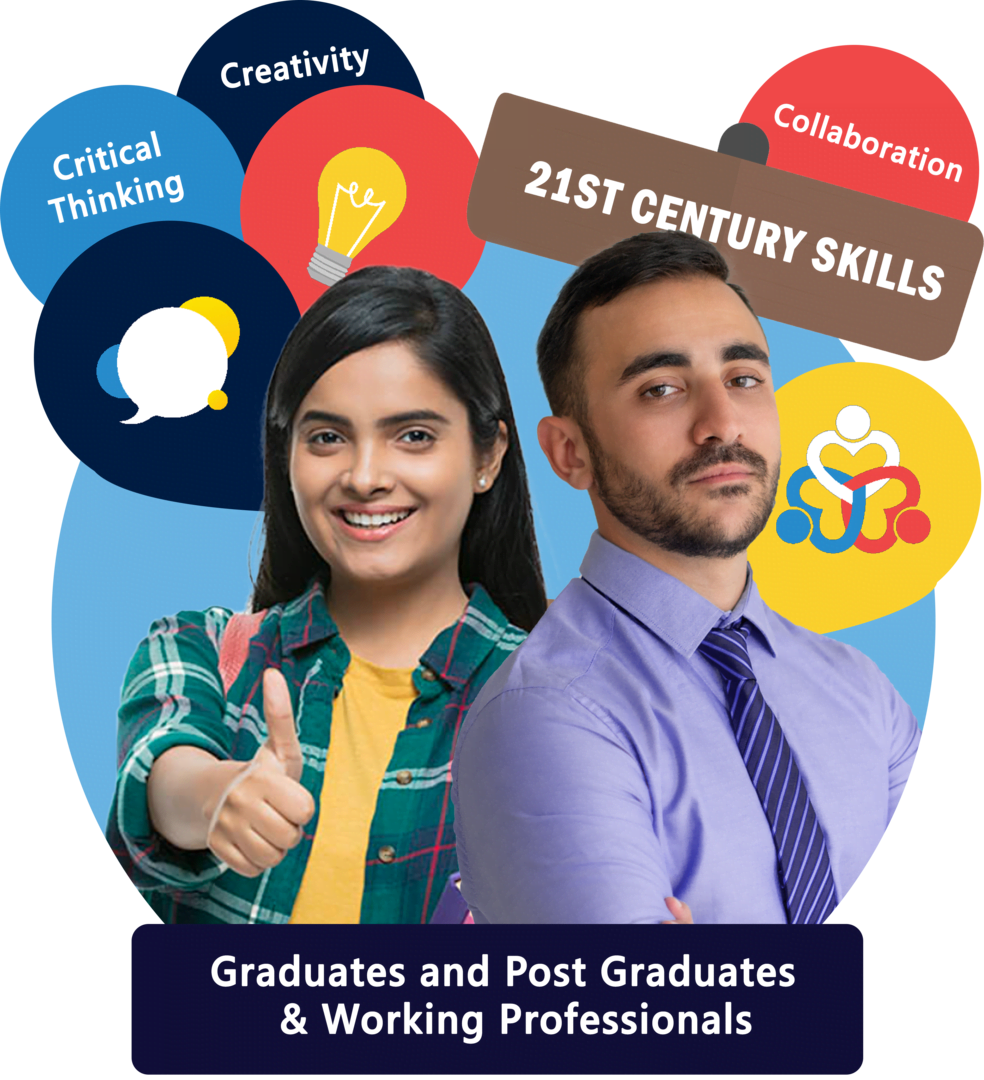 Creativity
Critical
Thinking
Collaboration
21ST CENTURY SKILLS
Graduates and Post Graduates
& Working Professionals